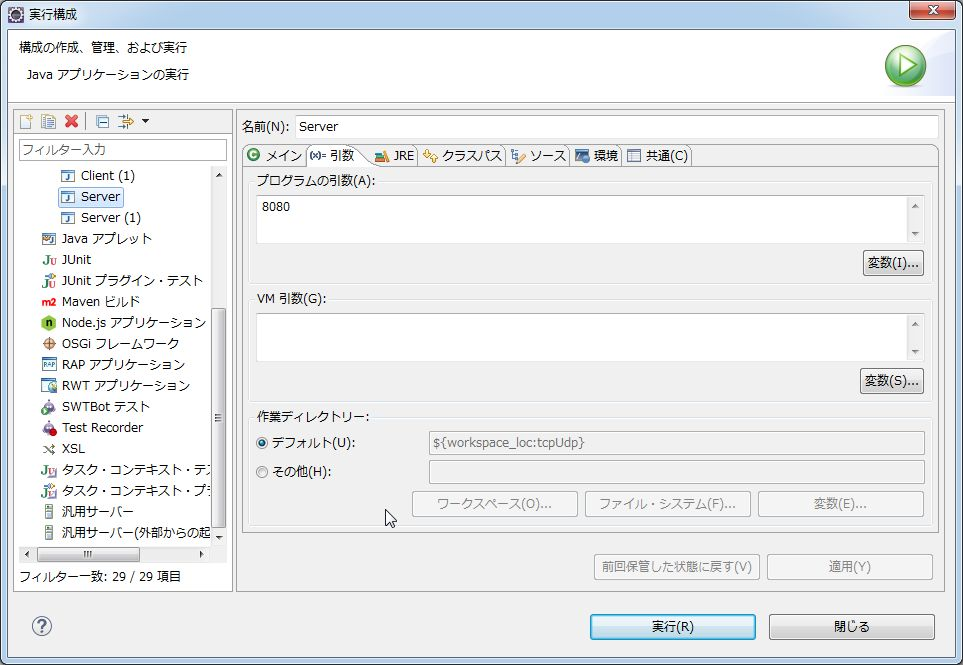 実行構成
構成の作成、管理、および実行
Java アプリケーションの実行
フィルター入力
Client (1)
Server
Server (1)
Java アプレット
JUnit
JUnit プラグイン・テスト
Maven ビルド
Node.js アプリケーション
OSGi フレームワーク
RAP アプリケーション
RWT アプリケーション
SWTBot テスト
Test Recorder
XSL
タスク・コンテキスト・テス
タスク・コンテキスト・プラ
汎用サーバー
汎用サーバー(外部からの起
フィルター一致: 29 / 29 項目
名前(N): Server
メイン (x)= 引数 JRE クラスパス ソース 環境 共通(C)
プログラムの引数(A):
8080
変数(I)...
VM 引数(G):
変数(S)...
作業ディレクトリー:
デフォルト(U): ${workspace_loc:tcpUdp}
その他(H):
ワークスペース(O)... ファイル・システム(F)... 変数(E)...
前回保管した状態に戻す(V) 適用(Y)
実行(R) 閉じる